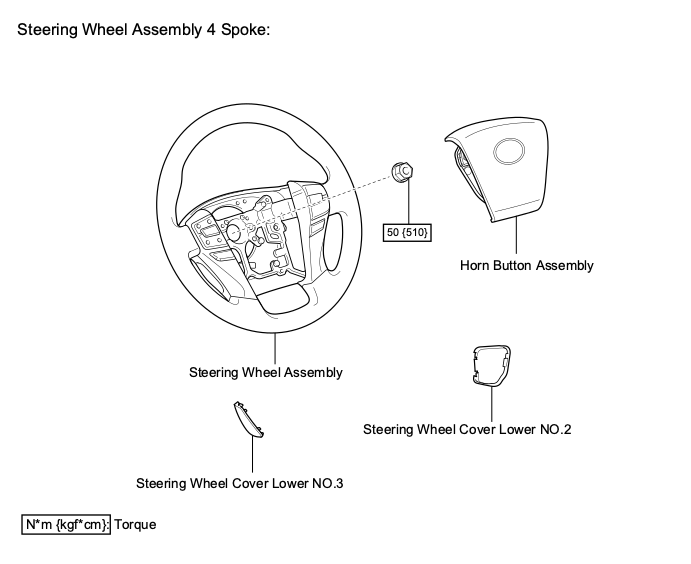 Steering Wheel Assembly 4 Spoke:
50 {510}
Horn Button Assembly
Steering Wheel Assembly
Steering Wheel Cover Lower NO.2
Steering Wheel Cover Lower NO.3
N*m {kgf*cm}: Torque